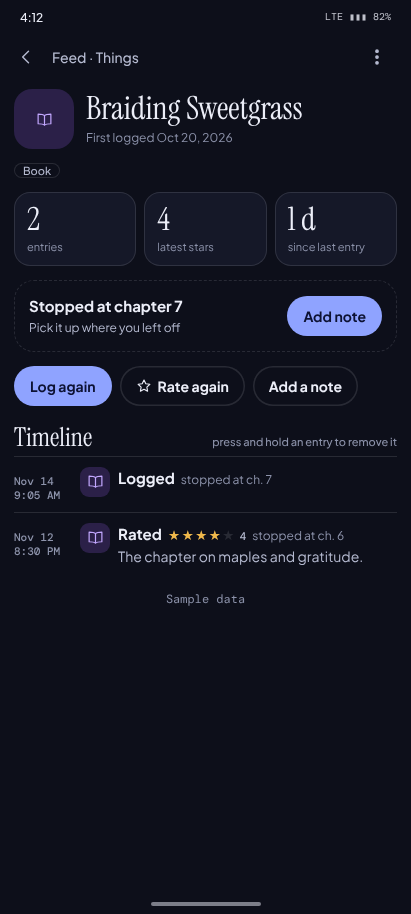 4:12
LTE 82%
Feed · Things
Braiding Sweetgrass
First logged Oct 20, 2026
Book
2
entries
4
latest stars
1 d
since last entry
Stopped at chapter 7
Pick it up where you left off
Add note
Log again
Rate again
Add a note
Timeline
press and hold an entry to remove it
Nov 14
9:05 AM
Logged stopped at ch. 7
Nov 12
8:30 PM
Rated ★★★★★ 4 stopped at ch. 6
The chapter on maples and gratitude.
Sample data